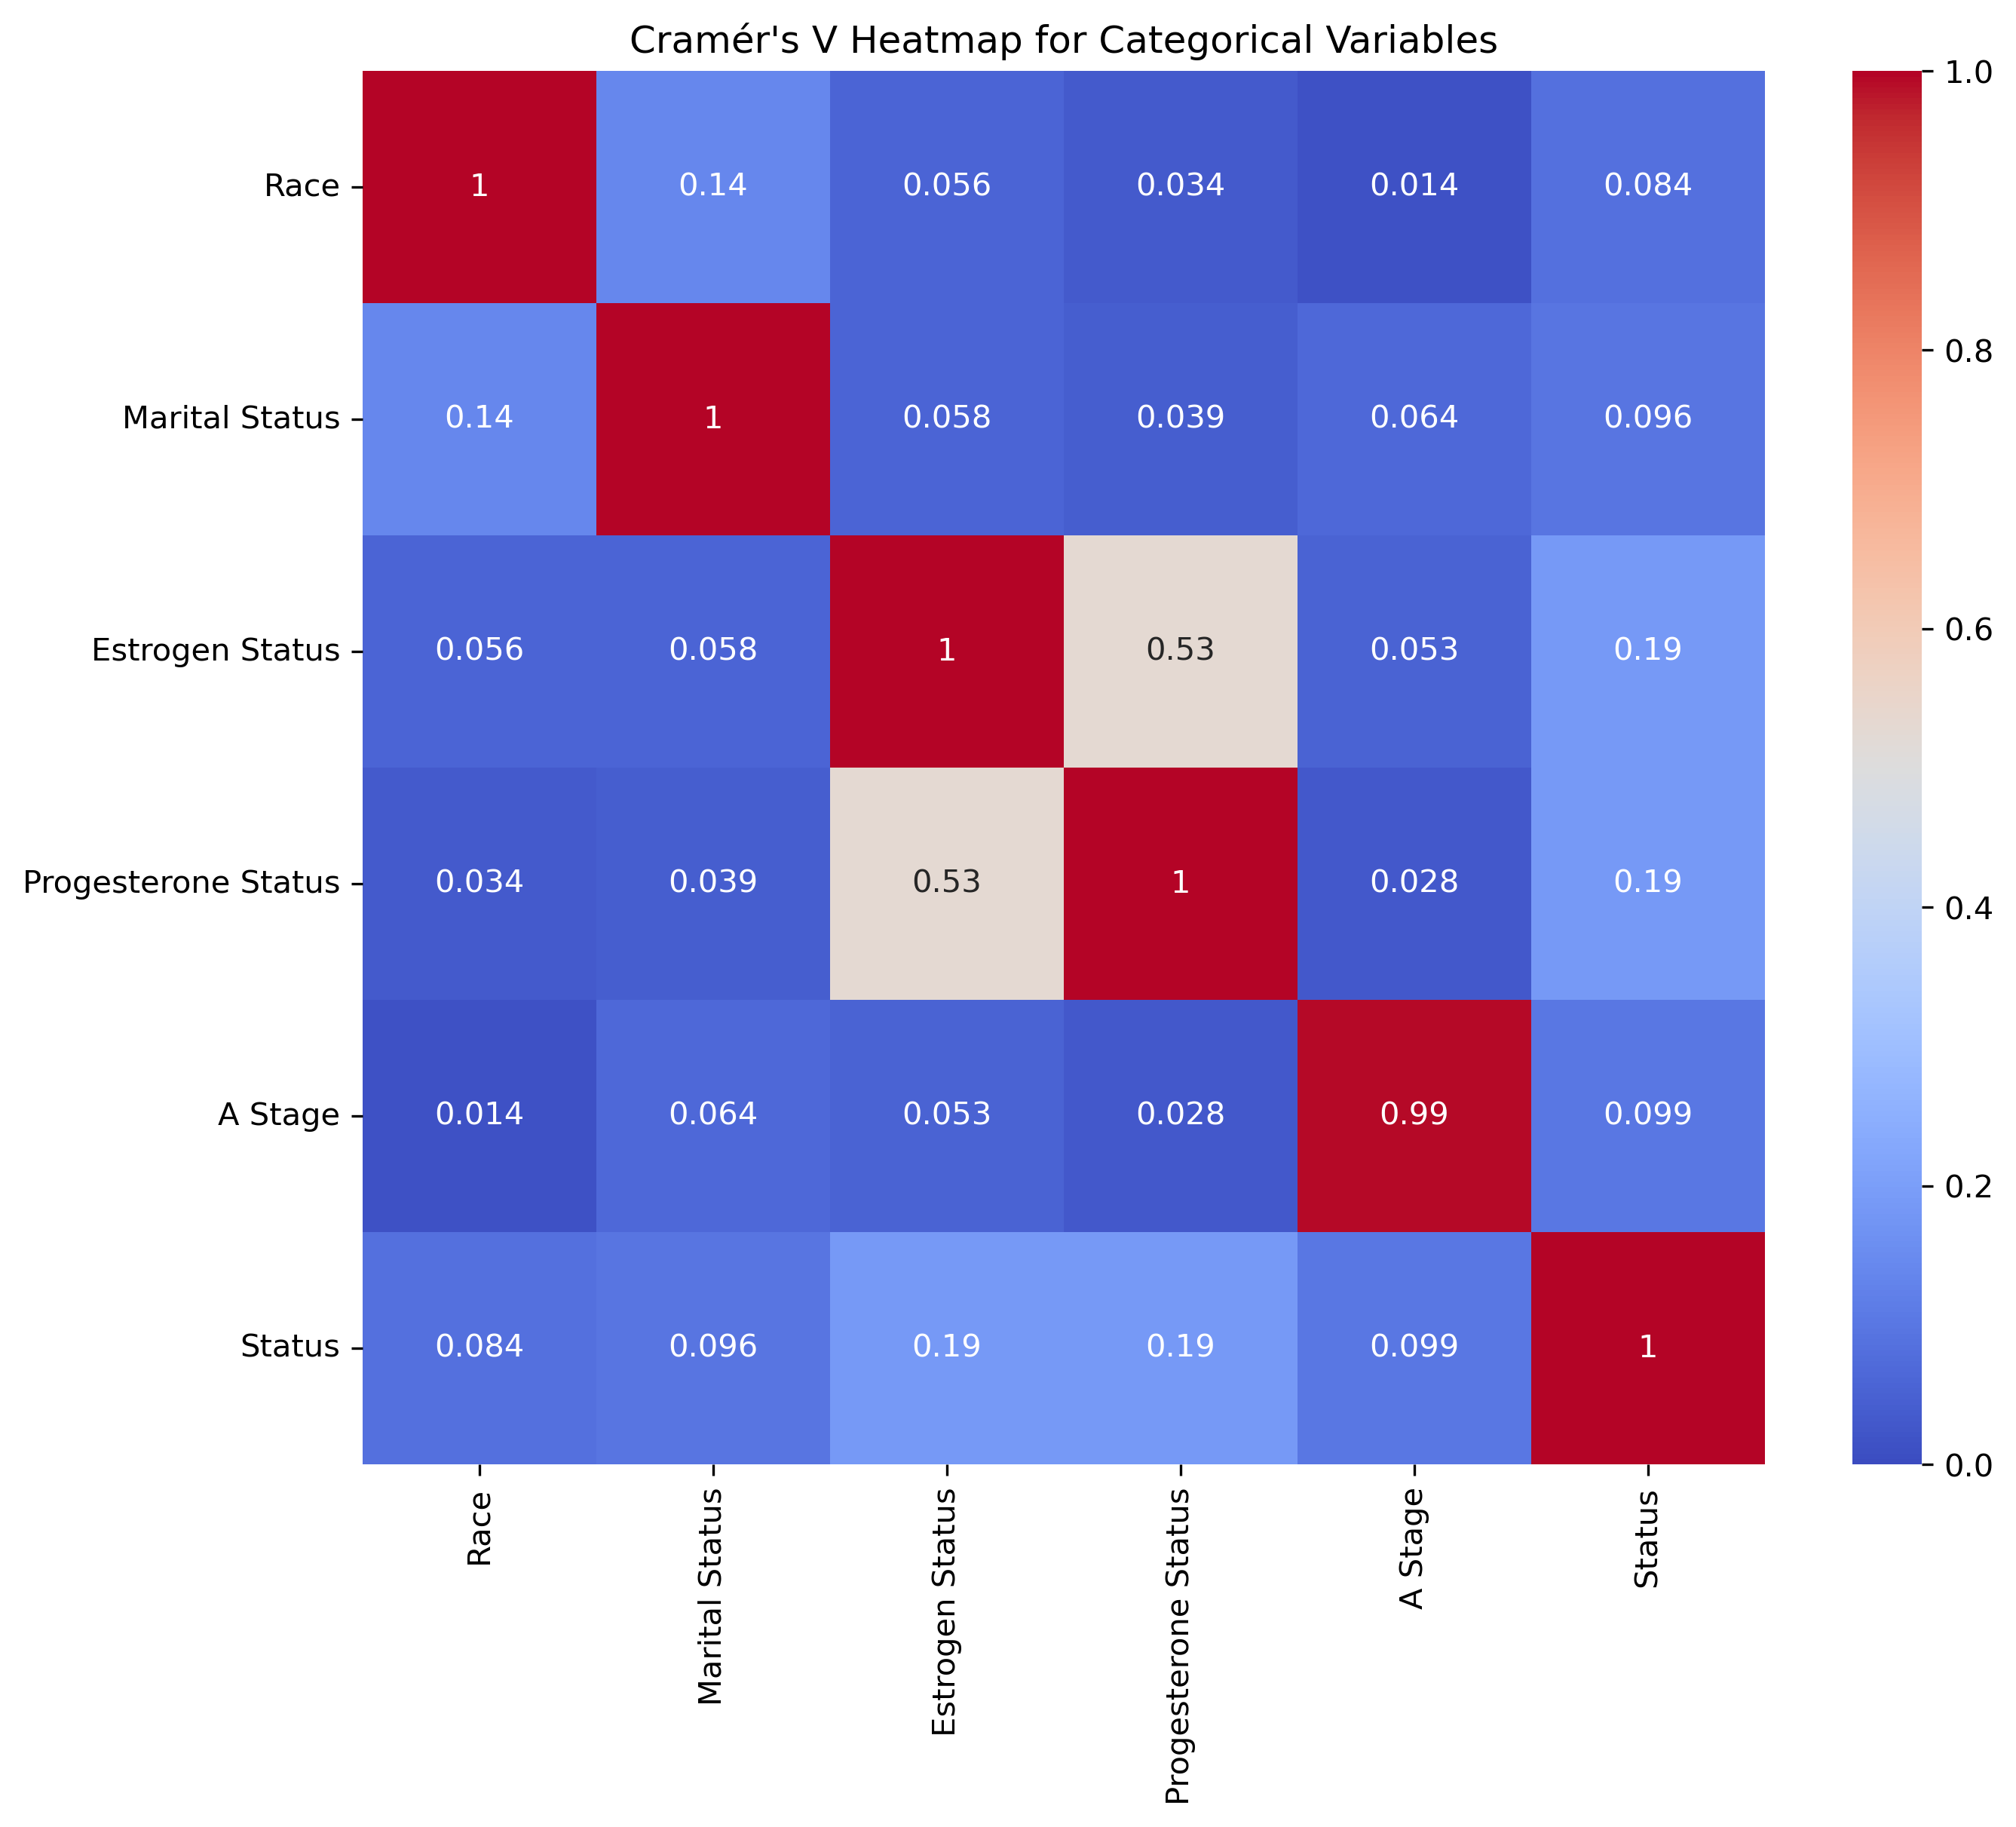 Cramér's V Heatmap for Categorical Variables
Race 1 0.14 0.056 0.034 0.014 0.084
Marital Status 0.14 1 0.058 0.039 0.064 0.096
Estrogen Status 0.056 0.058 1 0.53 0.053 0.19
Progesterone Status 0.034 0.039 0.53 1 0.028 0.19
A Stage 0.014 0.064 0.053 0.028 0.99 0.099
Status 0.084 0.096 0.19 0.19 0.099 1
Race
Marital Status
Estrogen Status
Progesterone Status
A Stage
Status
1.0
0.8
0.6
0.4
0.2
0.0